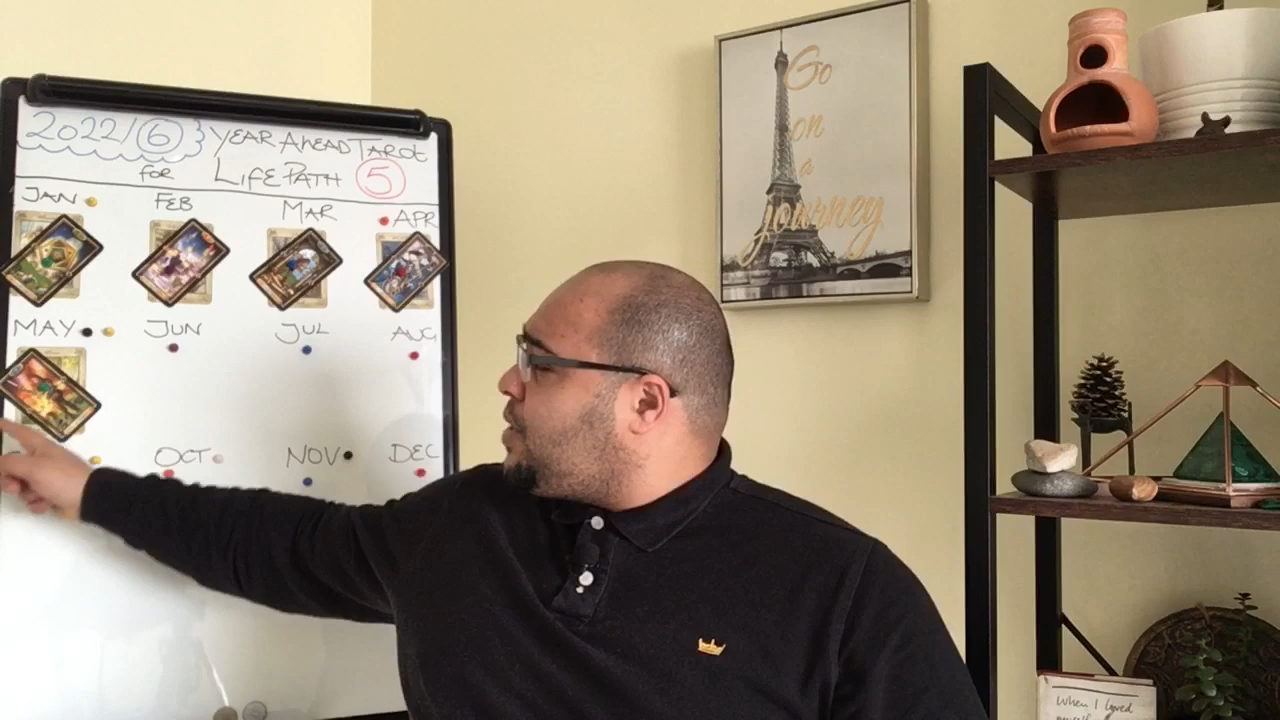 2022/6} YEAR AHEAD TAROT
FOR LIFE PATH 5
JAN FEB MAR APR
MAY JUN JUL AUG
OCT NOV DEC
Go
on
a
journey
When I loved